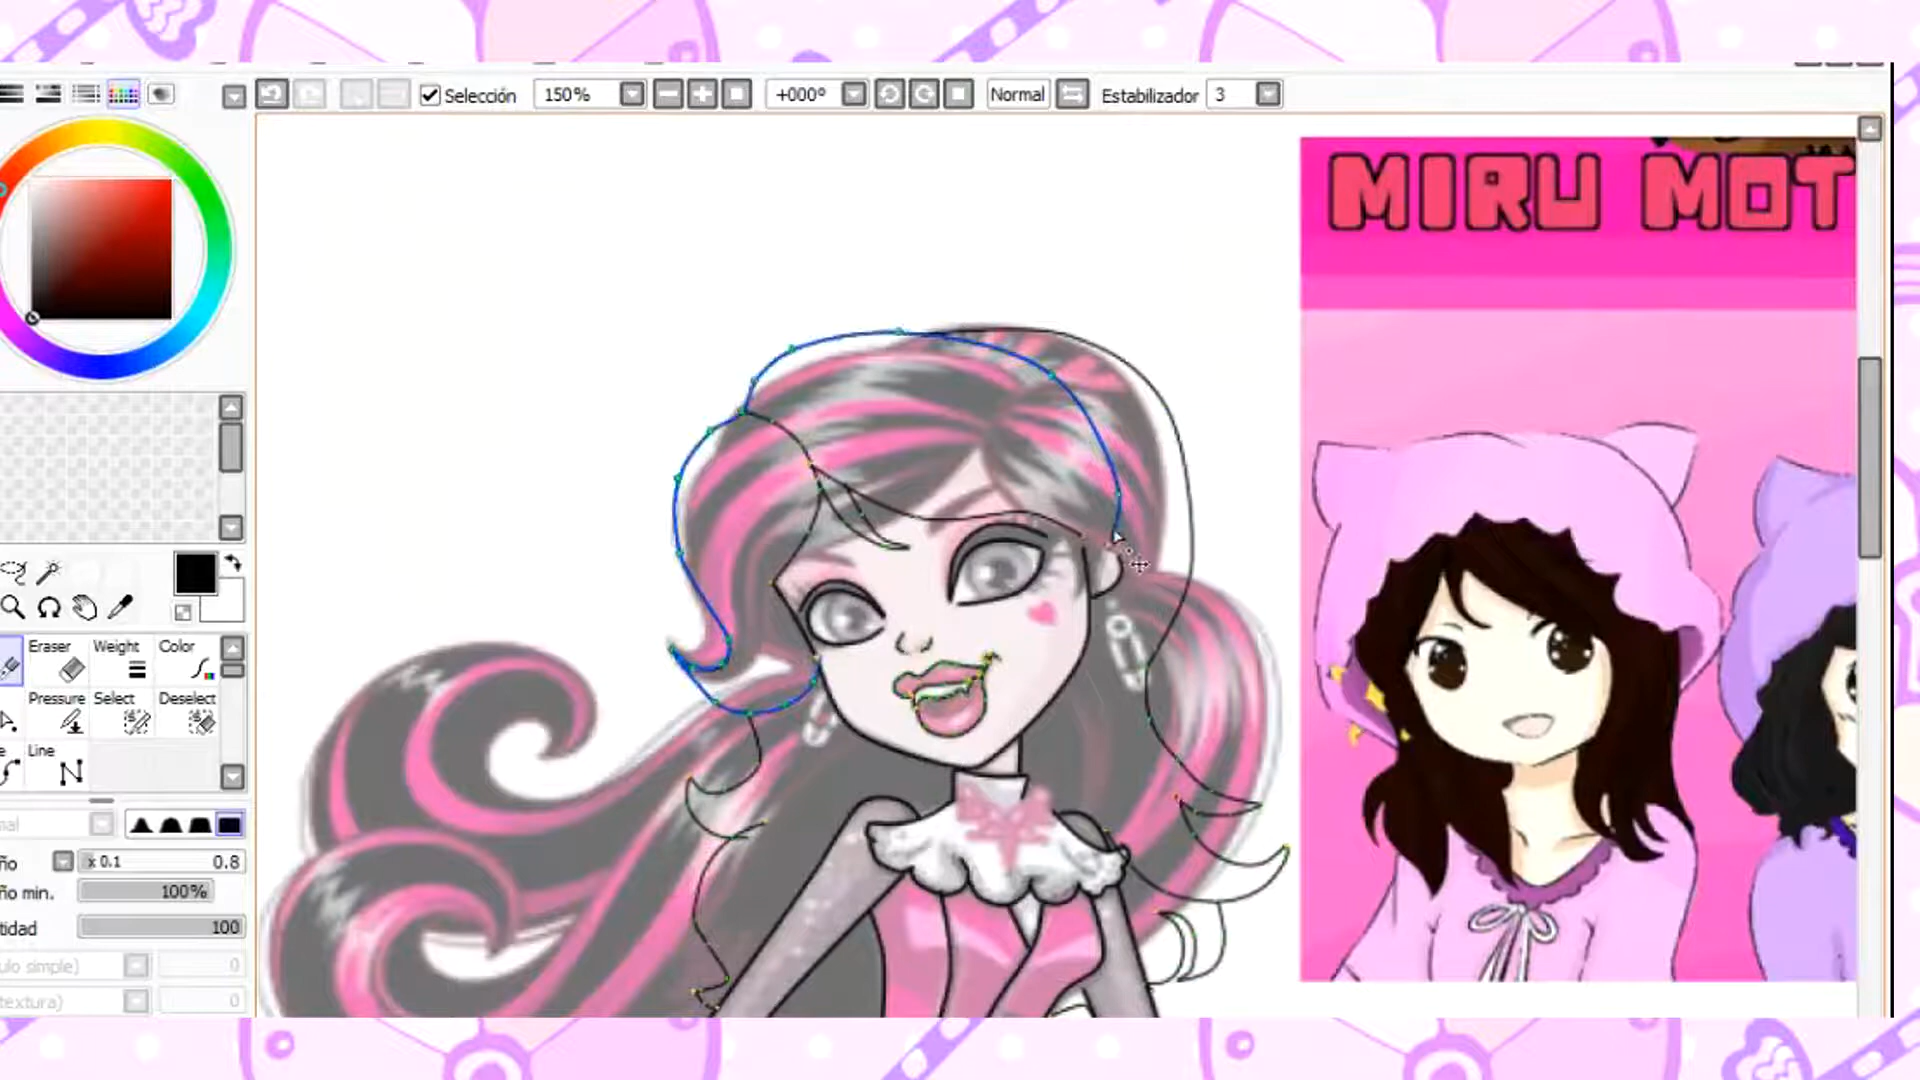 Selección 150% +000° Normal Estabilizador 3
MIRU MOT
Eraser Weight Color
Pressure Select Deselect
Line
x 0.1 0.8
100%
100
0
0